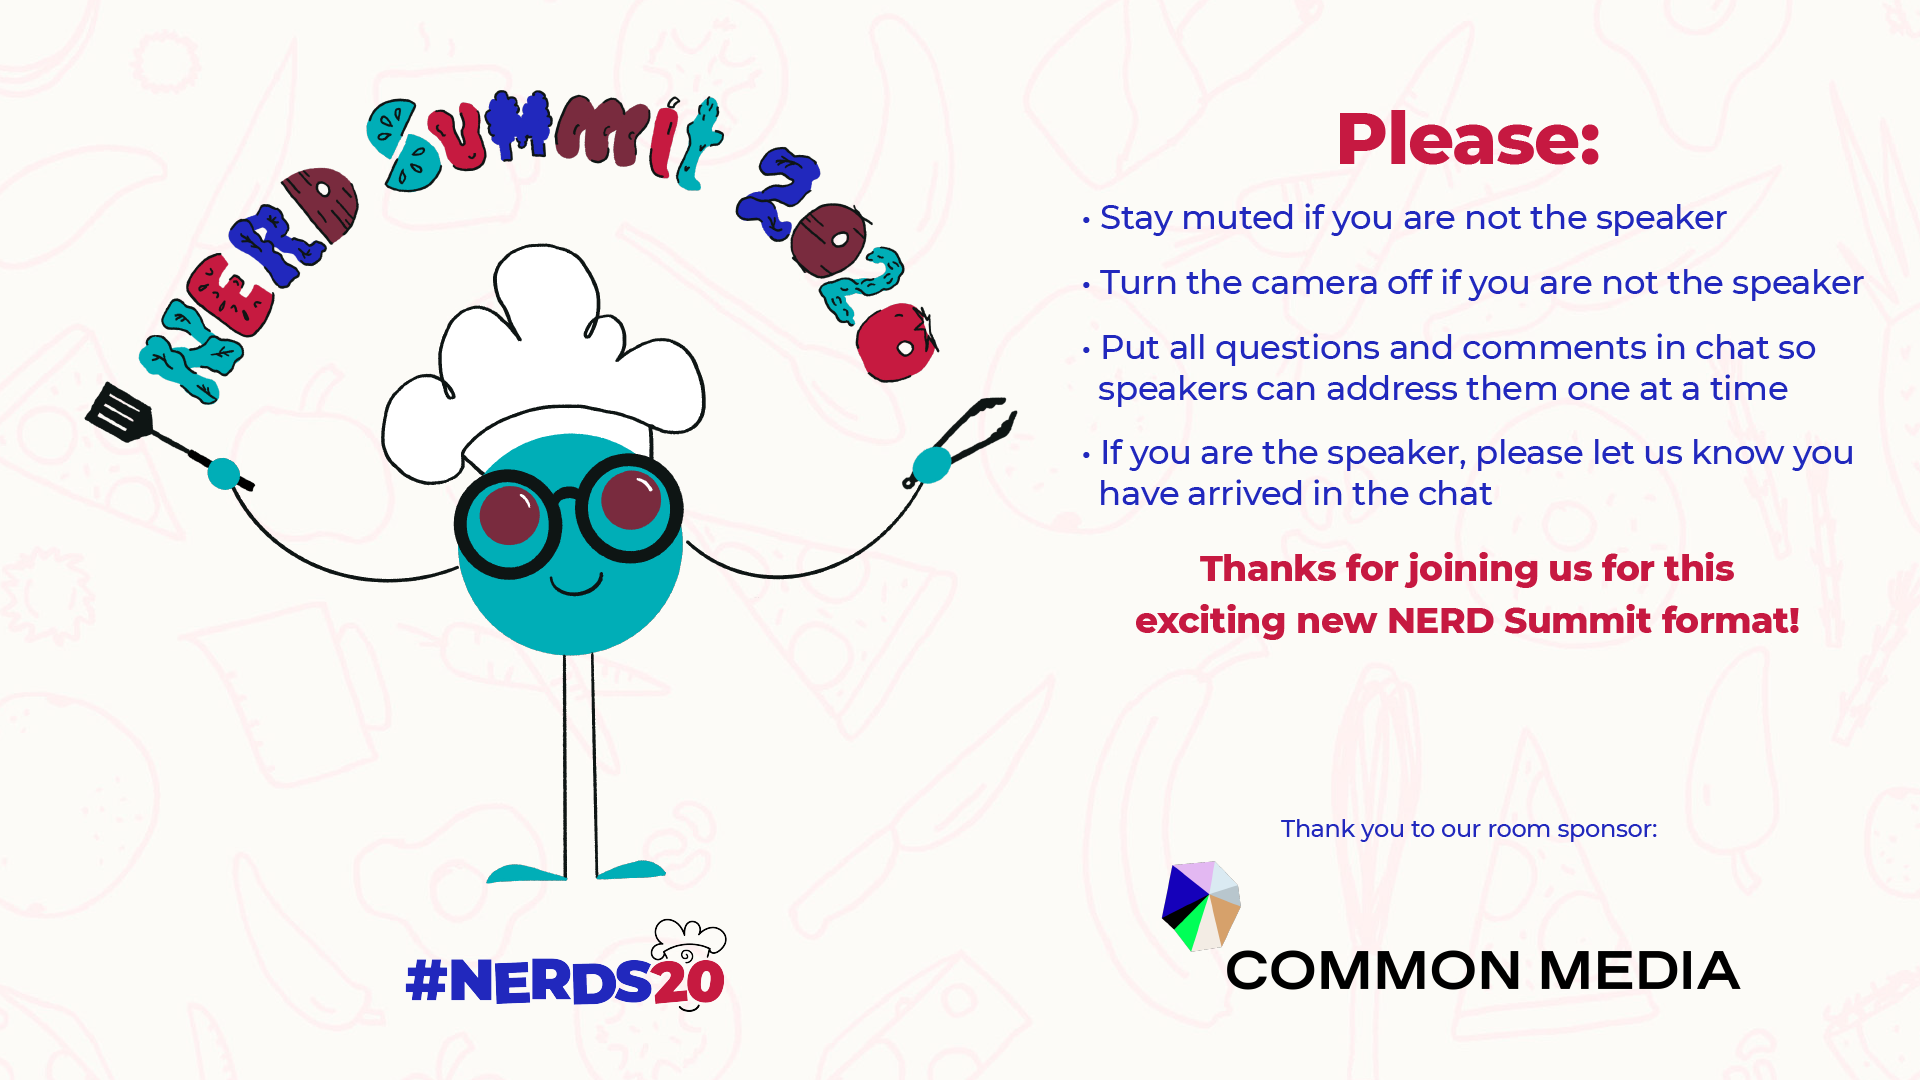 NERD Summit 2020
Please:
• Stay muted if you are not the speaker
• Turn the camera off if you are not the speaker
• Put all questions and comments in chat so
speakers can address them one at a time
• If you are the speaker, please let us know you
have arrived in the chat
Thanks for joining us for this
exciting new NERD Summit format!
Thank you to our room sponsor:
COMMON MEDIA
#NERDS20